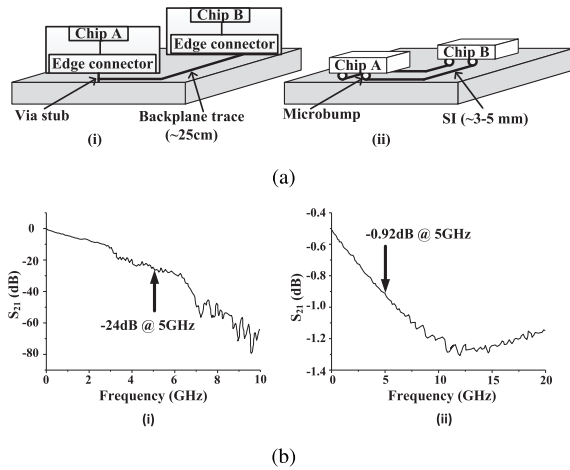 Chip A
Edge connector
Chip B
Edge connector
Via stub
Backplane trace
(~25cm)
(i)
Chip A
Chip B
Microbump
SI (~3-5 mm)
(ii)
(a)
0
-20
-40
-60
-80
S21 (dB)
-24dB @ 5GHz
0 2 4 6 8 10
Frequency (GHz)
(i)
-0.4
-0.6
-0.8
-1.0
-1.2
-1.4
S21 (dB)
-0.92dB @ 5GHz
0 5 10 15 20
Frequency (GHz)
(ii)
(b)